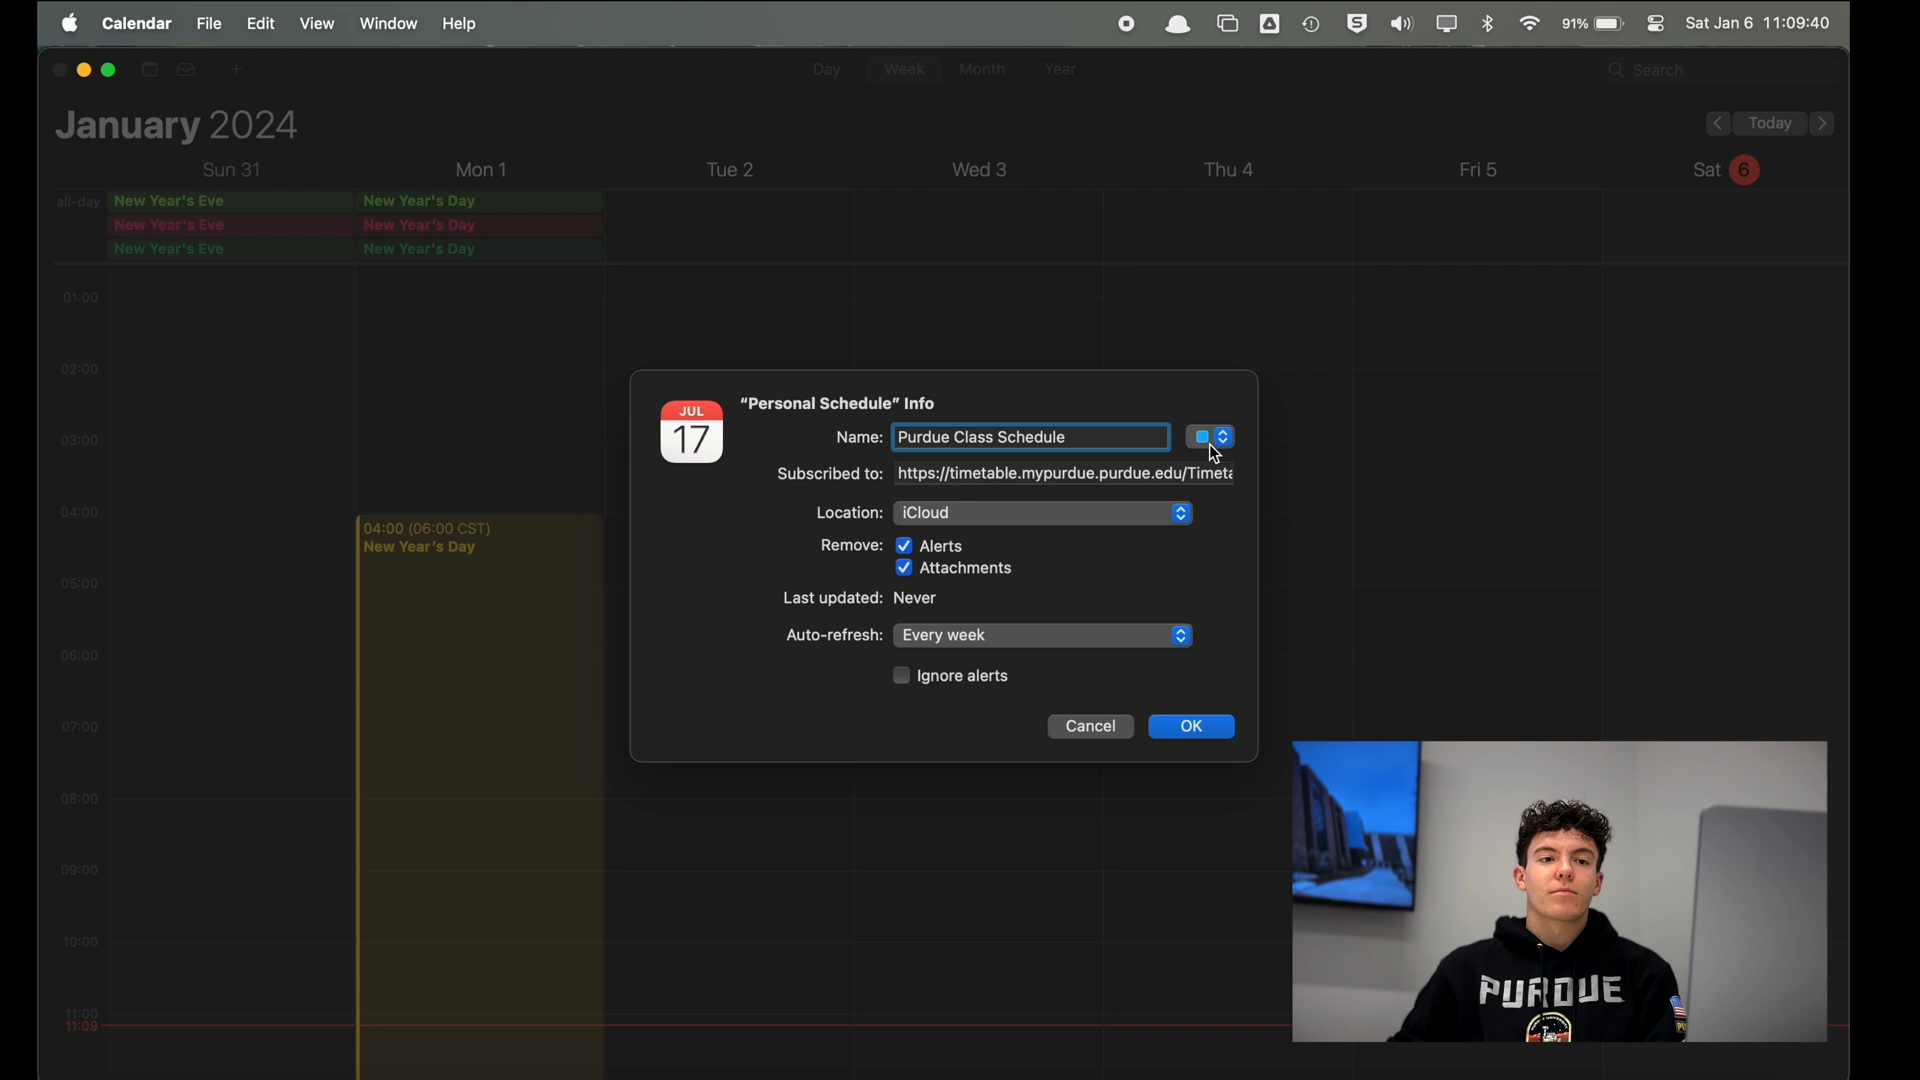 Calendar File Edit View Window Help 91% Sat Jan 6 11:09:40
Day Week Month Year Search
January 2024 Today
Sun 31 Mon 1 Tue 2 Wed 3 Thu 4 Fri 5 Sat 6
all-day New Year's Eve New Year's Day
New Year's Eve New Year's Day
New Year's Eve New Year's Day
01:00
02:00
03:00
04:00
04:00 (06:00 CST)
New Year's Day
05:00
06:00
07:00
08:00
09:00
10:00
11:00
11:09
JUL
17
“Personal Schedule” Info
Name: Purdue Class Schedule
Subscribed to: https://timetable.mypurdue.purdue.edu/Timeta
Location: iCloud
Remove: Alerts
Attachments
Last updated: Never
Auto-refresh: Every week
Ignore alerts
Cancel OK
PURDUE